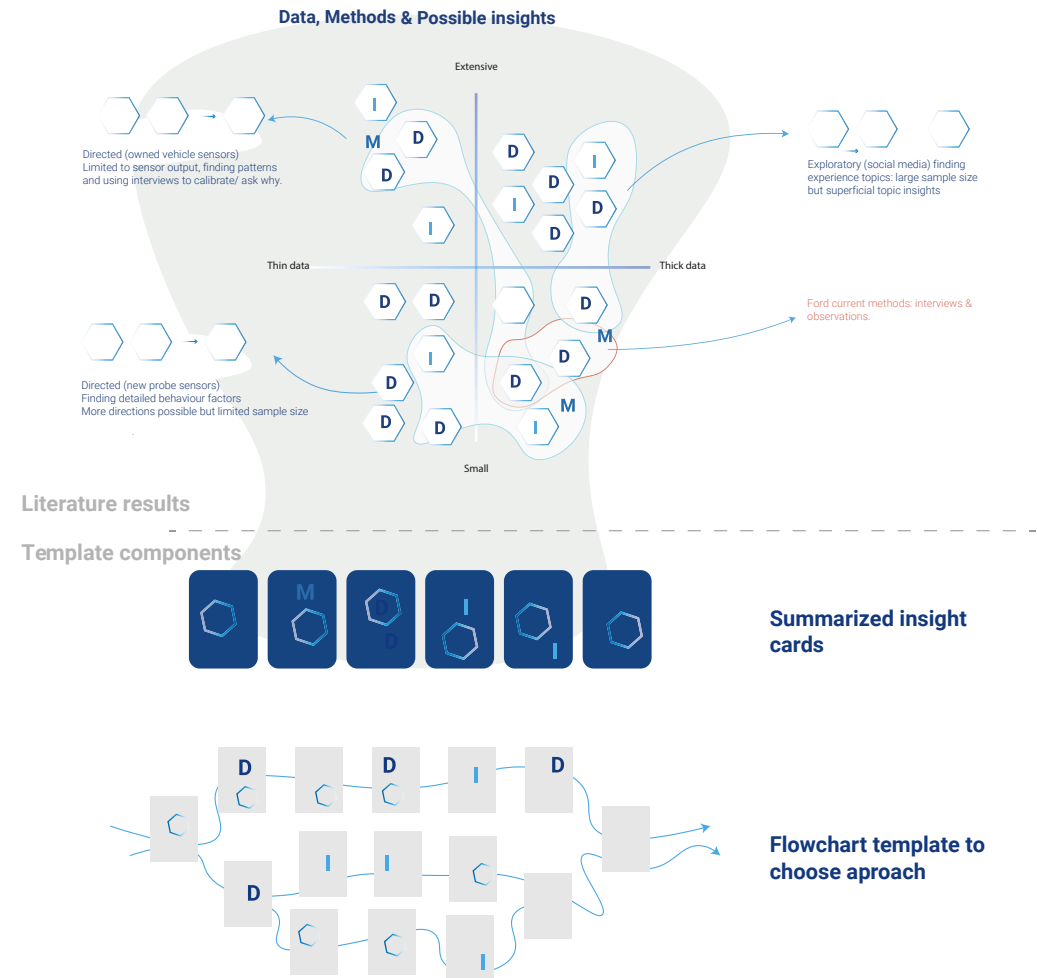 Data, Methods & Possible insights
Extensive
I
M
D
D
D
I
D
I
D
D
I
Directed (owned vehicle sensors)
Limited to sensor output, finding patterns
and using interviews to calibrate/ ask why.
Exploratory (social media) finding
experience topics: large sample size
but superficial topic insights
Thin data
Thick data
D
D
D
M
I
D
D
D
M
D
D
I
Ford current methods: interviews &
observations.
Directed (new probe sensors)
Finding detailed behaviour factors
More directions possible but limited sample size
Small
Literature results
Template components
M
D
D
I
I
Summarized insight
cards
D
D
I
D
I
I
D
I
Flowchart template to
choose aproach